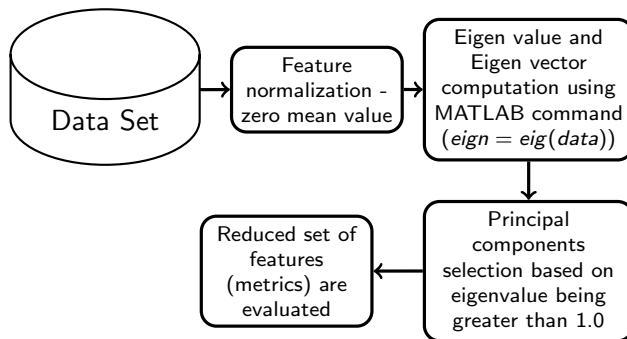 Data Set
Feature
normalization -
zero mean value
Eigen value and
Eigen vector
computation using
MATLAB command
(eign = eig(data))
Principal
components
selection based on
eigenvalue being
greater than 1.0
Reduced set of
features
(metrics) are
evaluated